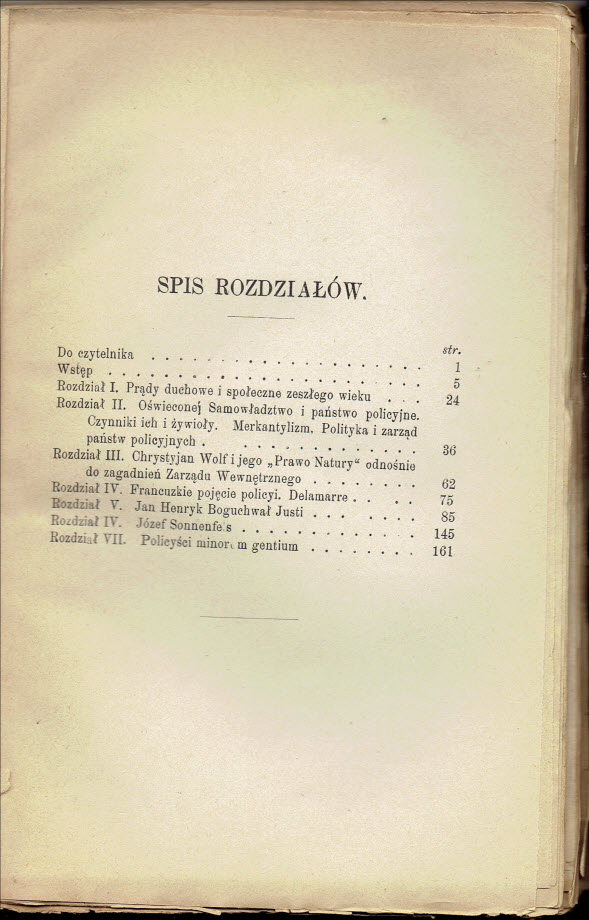 SPIS ROZDZIAŁÓW.
str.
Do czytelnika . . . . . . . . . . . . . . . . . . 1
Wstęp . . . . . . . . . . . . . . . . . . . . . 5
Rozdział I. Prądy duchowe i społeczne zeszłego wieku . . . 24
Rozdział II. Oświeconej Samowładztwo i państwo policyjne.
Czynniki ich i żywioły. Merkantylizm. Polityka i zarząd
państw policyjnych . . . . . . . . . . . . . 36
Rozdział III. Chrystyjan Wolf i jego „Prawo Natury“ odnośnie
do zagadnień Zarządu Wewnętrznego . . . . . . . . 62
Rozdział IV. Francuzkie pojęcie policyi. Delamarre . . . . 75
Rozdział V. Jan Henryk Boguchwał Justi . . . . . . . 85
Rozdział IV. Józef Sonnenfels . . . . . . . . . . . . 145
Rozdział VII. Policyści minorum gentium . . . . . . . . 161